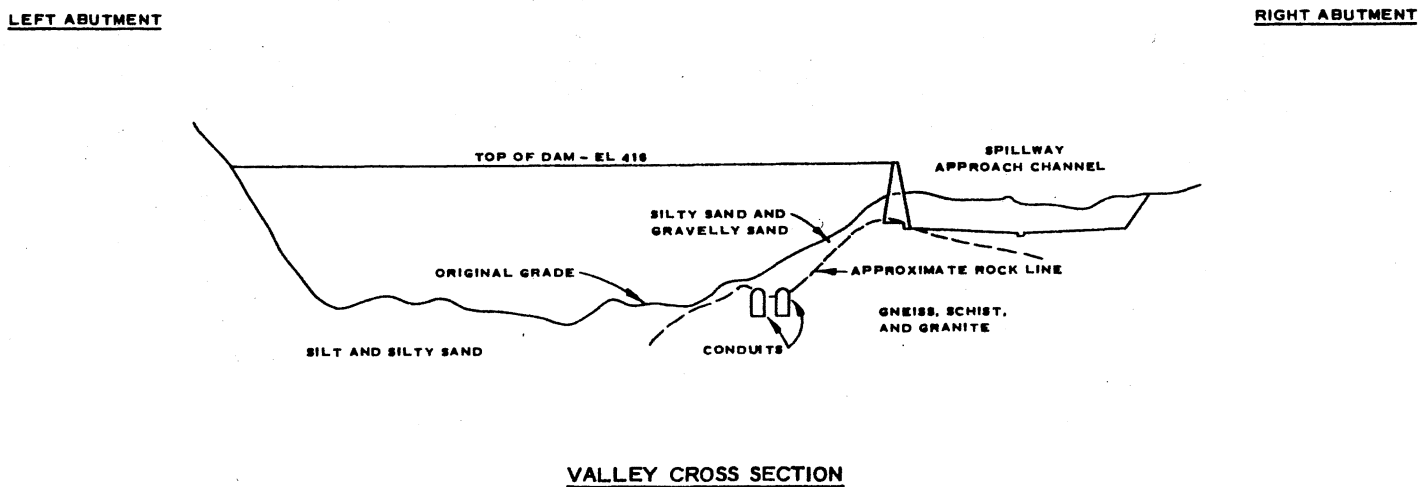 LEFT ABUTMENT
RIGHT ABUTMENT
TOP OF DAM - EL 416
SPILLWAY
APPROACH CHANNEL
SILTY SAND AND
GRAVELLY SAND
ORIGINAL GRADE
APPROXIMATE ROCK LINE
GNEISS, SCHIST,
AND GRANITE
SILT AND SILTY SAND
CONDUITS
VALLEY CROSS SECTION